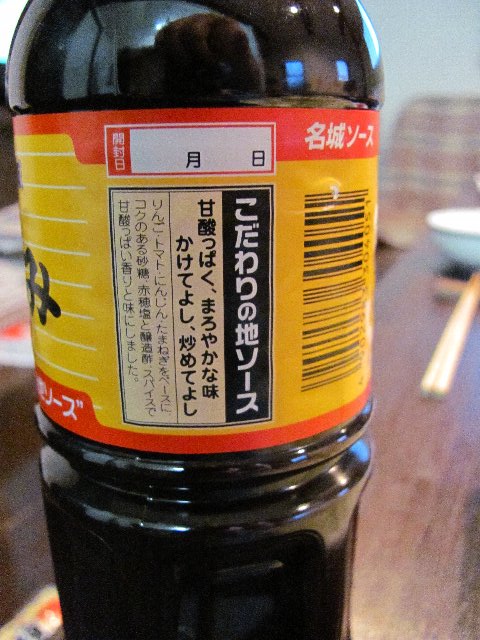 名城ソース
開封日
月 日
こだわりの地ソース
甘酸っぱく、まろやかな味
かけてよし、炒めてよし
りんご・トマト・にんじん・たまねぎをベースに
コクのある砂糖、赤穂塩と醸造酢、スパイスで
甘酸っぱい香りと味にしました。
ソース"